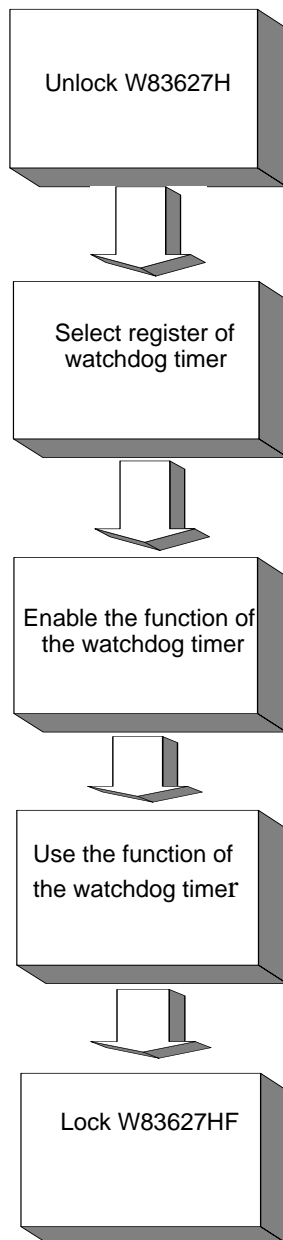 Unlock W83627H
Select register of
watchdog timer
Enable the function of
the watchdog timer
Use the function of
the watchdog timer
Lock W83627HF